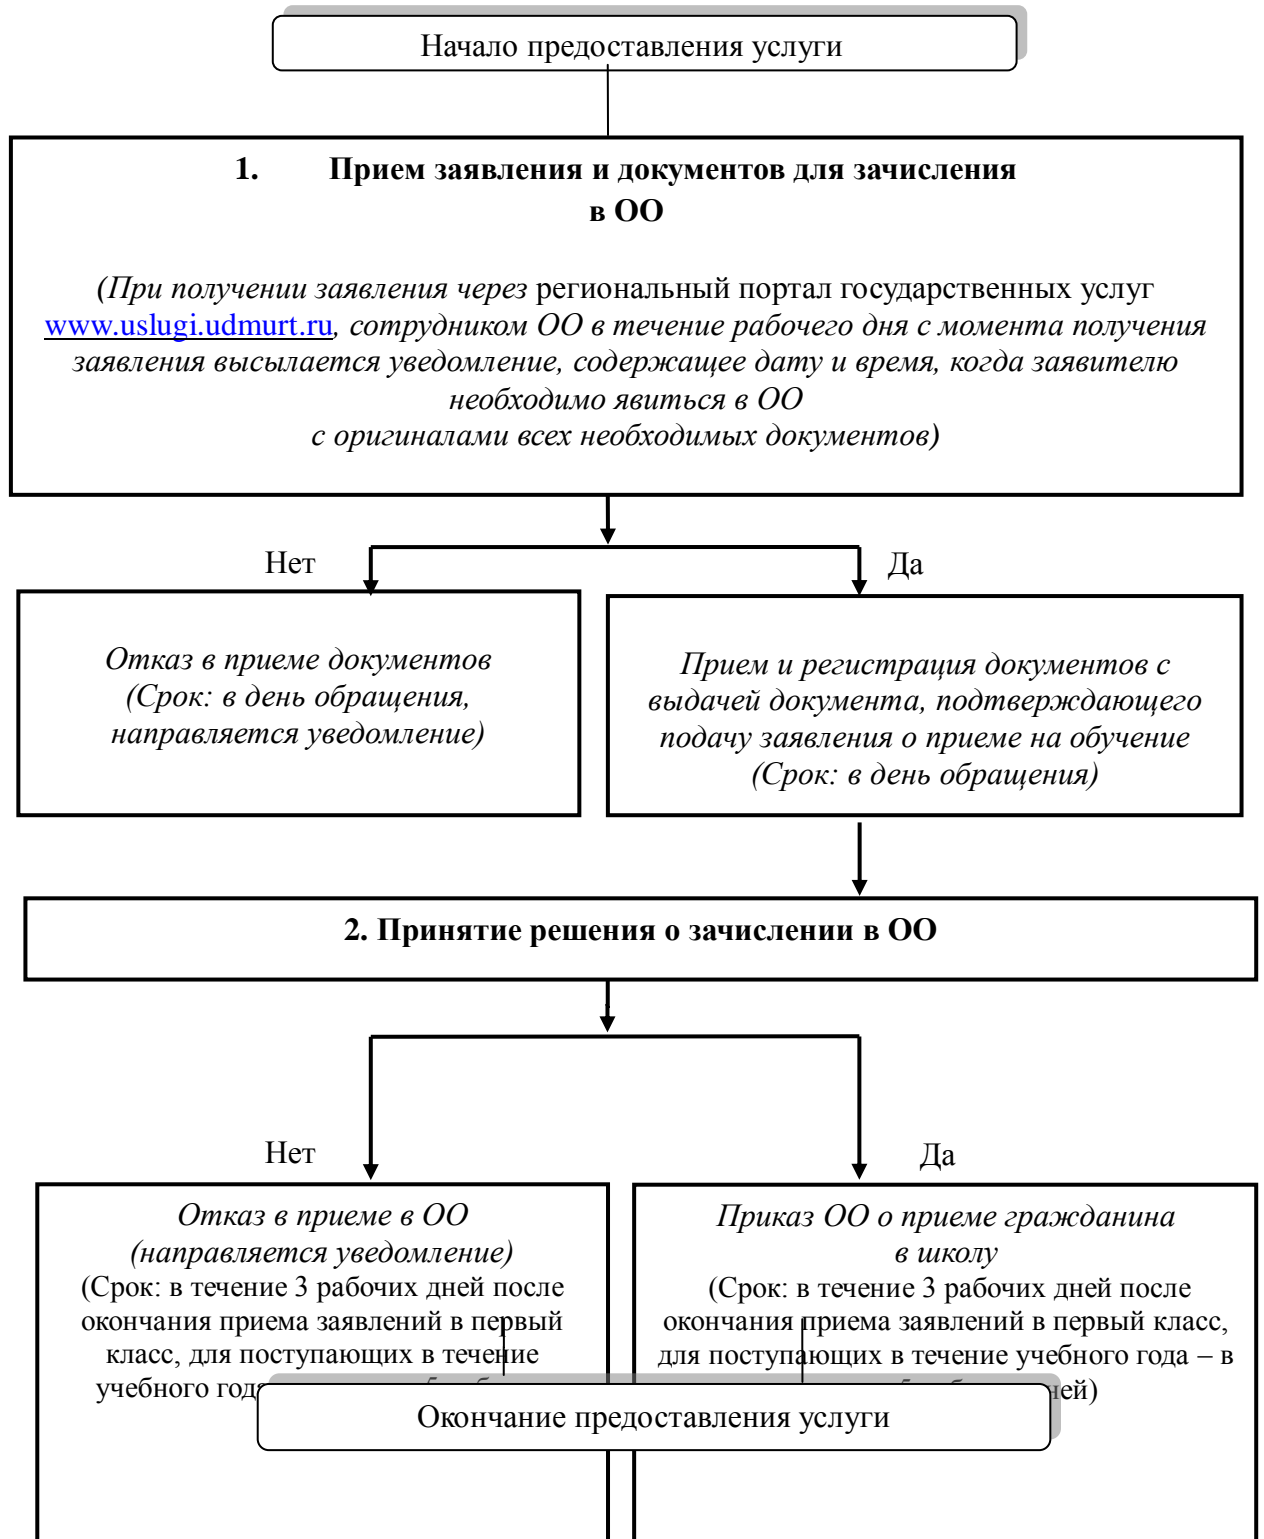 Начало предоставления услуги
1. Прием заявления и документов для зачисления
в ОО
(При получении заявления через региональный портал государственных услуг
www.uslugi.udmurt.ru, сотрудником ОО в течение рабочего дня с момента получения
заявления высылается уведомление, содержащее дату и время, когда заявителю
необходимо явиться в ОО
с оригиналами всех необходимых документов)
Нет
Да
Отказ в приеме документов
(Срок: в день обращения,
направляется уведомление)
Прием и регистрация документов с
выдачей документа, подтверждающего
подачу заявления о приеме на обучение
(Срок: в день обращения)
2. Принятие решения о зачислении в ОО
Нет
Да
Отказ в приеме в ОО
(направляется уведомление)
(Срок: в течение 3 рабочих дней после
окончания приема заявлений в первый
класс, для поступающих в течение
учебного
Приказ ОО о приеме гражданина
в школу
(Срок: в течение 3 рабочих дней после
окончания приема заявлений в первый класс,
для поступающих в течение учебного года – в
Окончание предоставления услуги